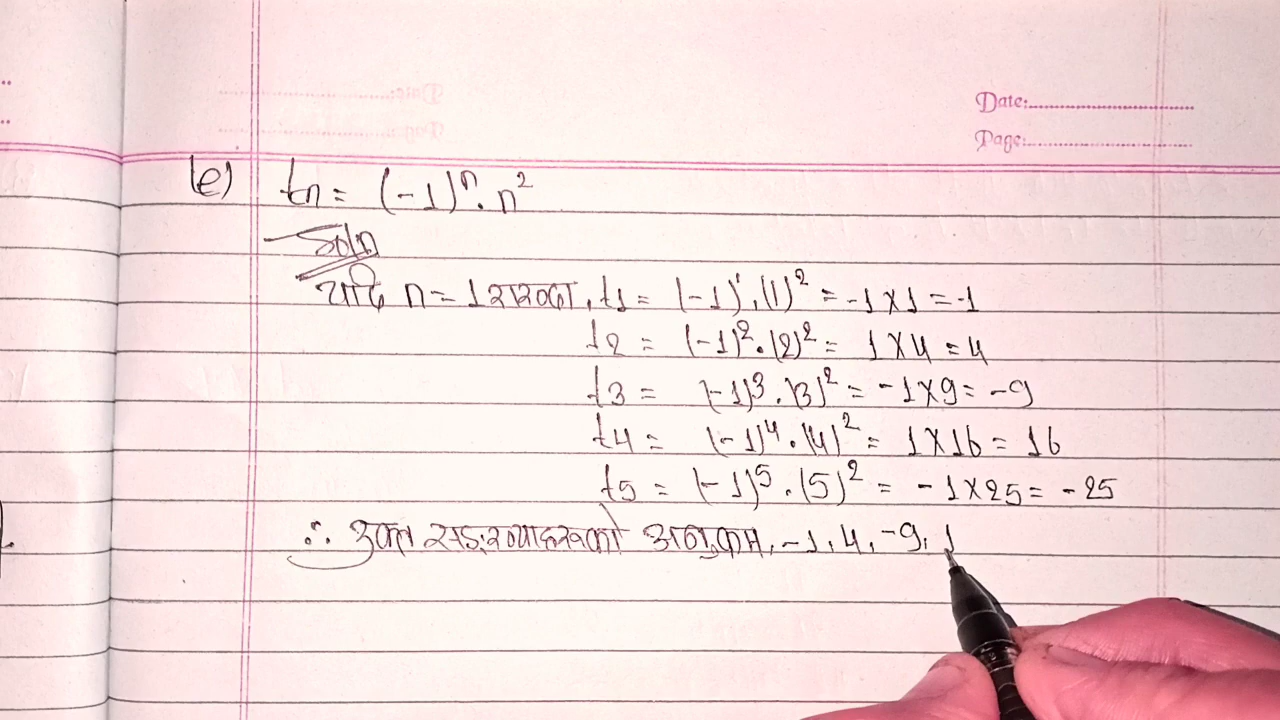 Date:
Page:
(e) tn = (-1)ⁿ . n²
Soln
यदि n = 1 राख्दा, t1 = (-1)¹.(1)² = -1 × 1 = -1
t2 = (-1)² . (2)² = 1 × 4 = 4
t3 = (-1)³ . (3)² = -1 × 9 = -9
t4 = (-1)⁴ . (4)² = 1 × 16 = 16
t5 = (-1)⁵ . (5)² = -1 × 25 = -25
∴ उक्त सङ्ख्याहरूको अनुक्रम, -1, 4, -9, 1